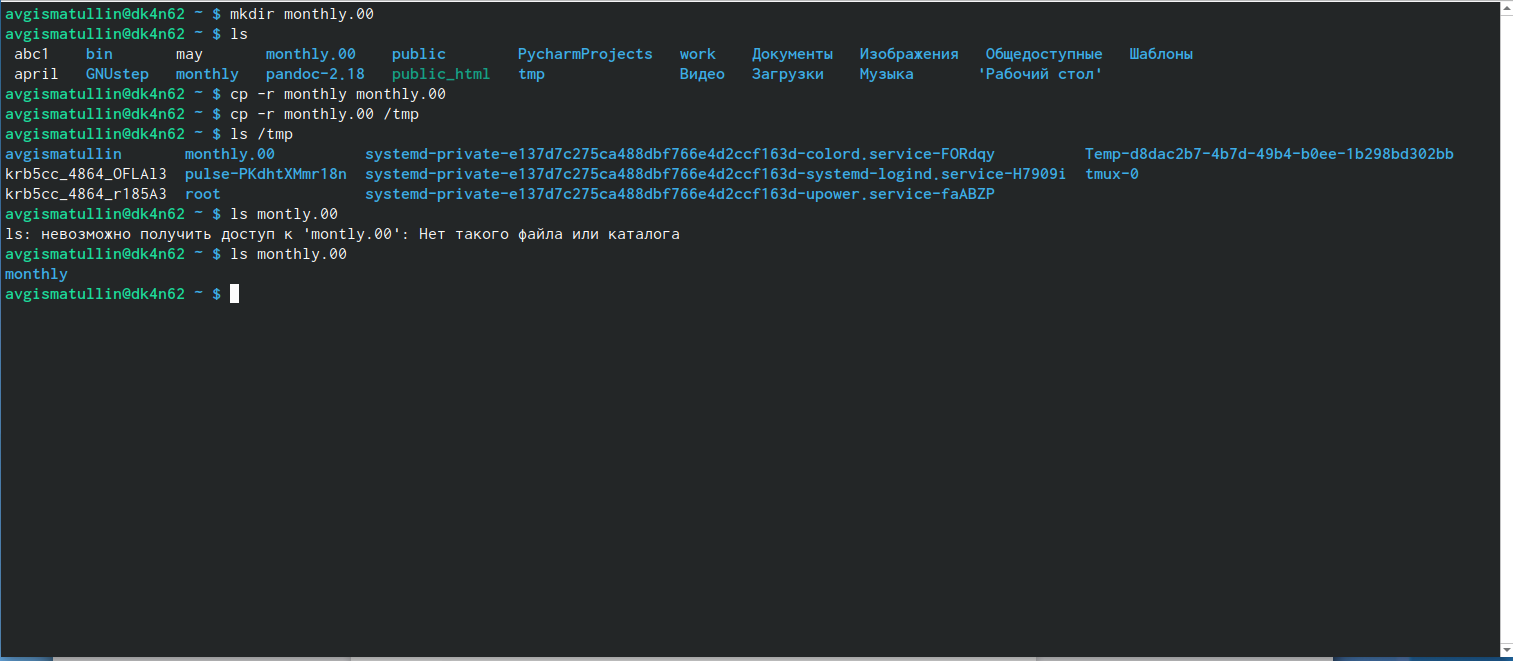 avgismatullin@dk4n62 ~ $ mkdir monthly.00
avgismatullin@dk4n62 ~ $ ls
abc1 bin may monthly.00 public PycharmProjects work Документы Изображения Общедоступные Шаблоны
april GNUstep monthly pandoc-2.18 public_html tmp Видео Загрузки Музыка 'Рабочий стол'
avgismatullin@dk4n62 ~ $ cp -r monthly monthly.00
avgismatullin@dk4n62 ~ $ cp -r monthly.00 /tmp
avgismatullin@dk4n62 ~ $ ls /tmp
avgismatullin monthly.00 systemd-private-e137d7c275ca488dbf766e4d2ccf163d-colord.service-FORdqy Temp-d8dac2b7-4b7d-49b4-b0ee-1b298bd302bb
krb5cc_4864_OFLAl3 pulse-PKdhtXMmr18n systemd-private-e137d7c275ca488dbf766e4d2ccf163d-systemd-logind.service-H7909i tmux-0
krb5cc_4864_r185A3 root systemd-private-e137d7c275ca488dbf766e4d2ccf163d-upower.service-faABZP
avgismatullin@dk4n62 ~ $ ls montly.00
ls: невозможно получить доступ к 'montly.00': Нет такого файла или каталога
avgismatullin@dk4n62 ~ $ ls monthly.00
monthly
avgismatullin@dk4n62 ~ $